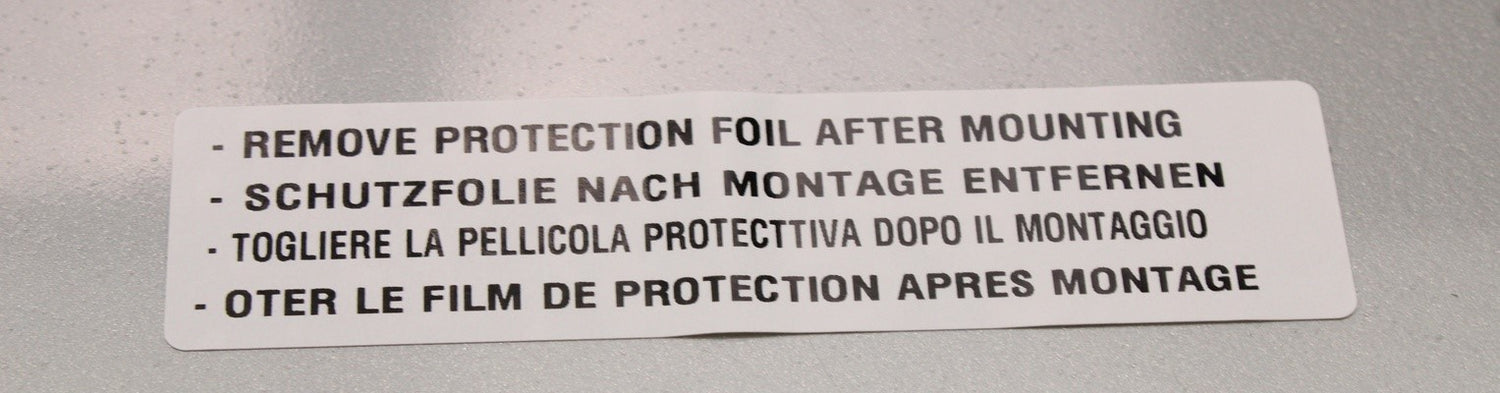 - REMOVE PROTECTION FOIL AFTER MOUNTING
- SCHUTZFOLIE NACH MONTAGE ENTFERNEN
- TOGLIERE LA PELLICOLA PROTECTTIVA DOPO IL MONTAGGIO
- OTER LE FILM DE PROTECTION APRES MONTAGE